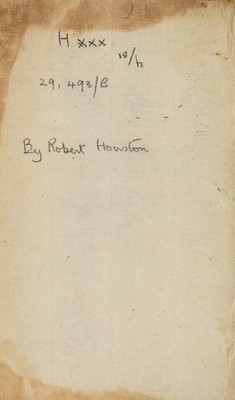 H xxx
10/h
29, 493/B
By Robert Houston